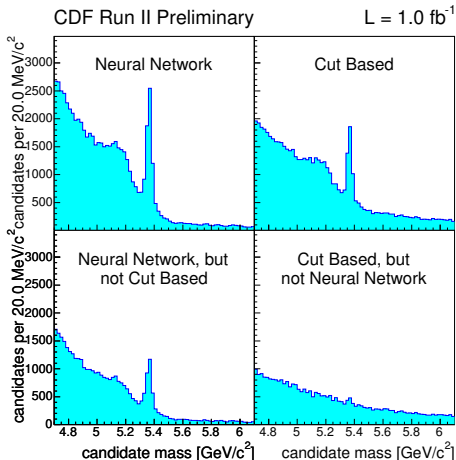 CDF Run II Preliminary
L = 1.0 fb⁻¹
candidates per 20.0 MeV/c²
3000
2500
2000
1500
1000
500
Neural Network
Cut Based
candidates per 20.0 MeV/c²
3000
2500
2000
1500
1000
500
0
Neural Network, but
not Cut Based
Cut Based, but
not Neural Network
4.8 5 5.2 5.4 5.6 5.8 6
4.8 5 5.2 5.4 5.6 5.8 6
candidate mass [GeV/c²]
candidate mass [GeV/c²]